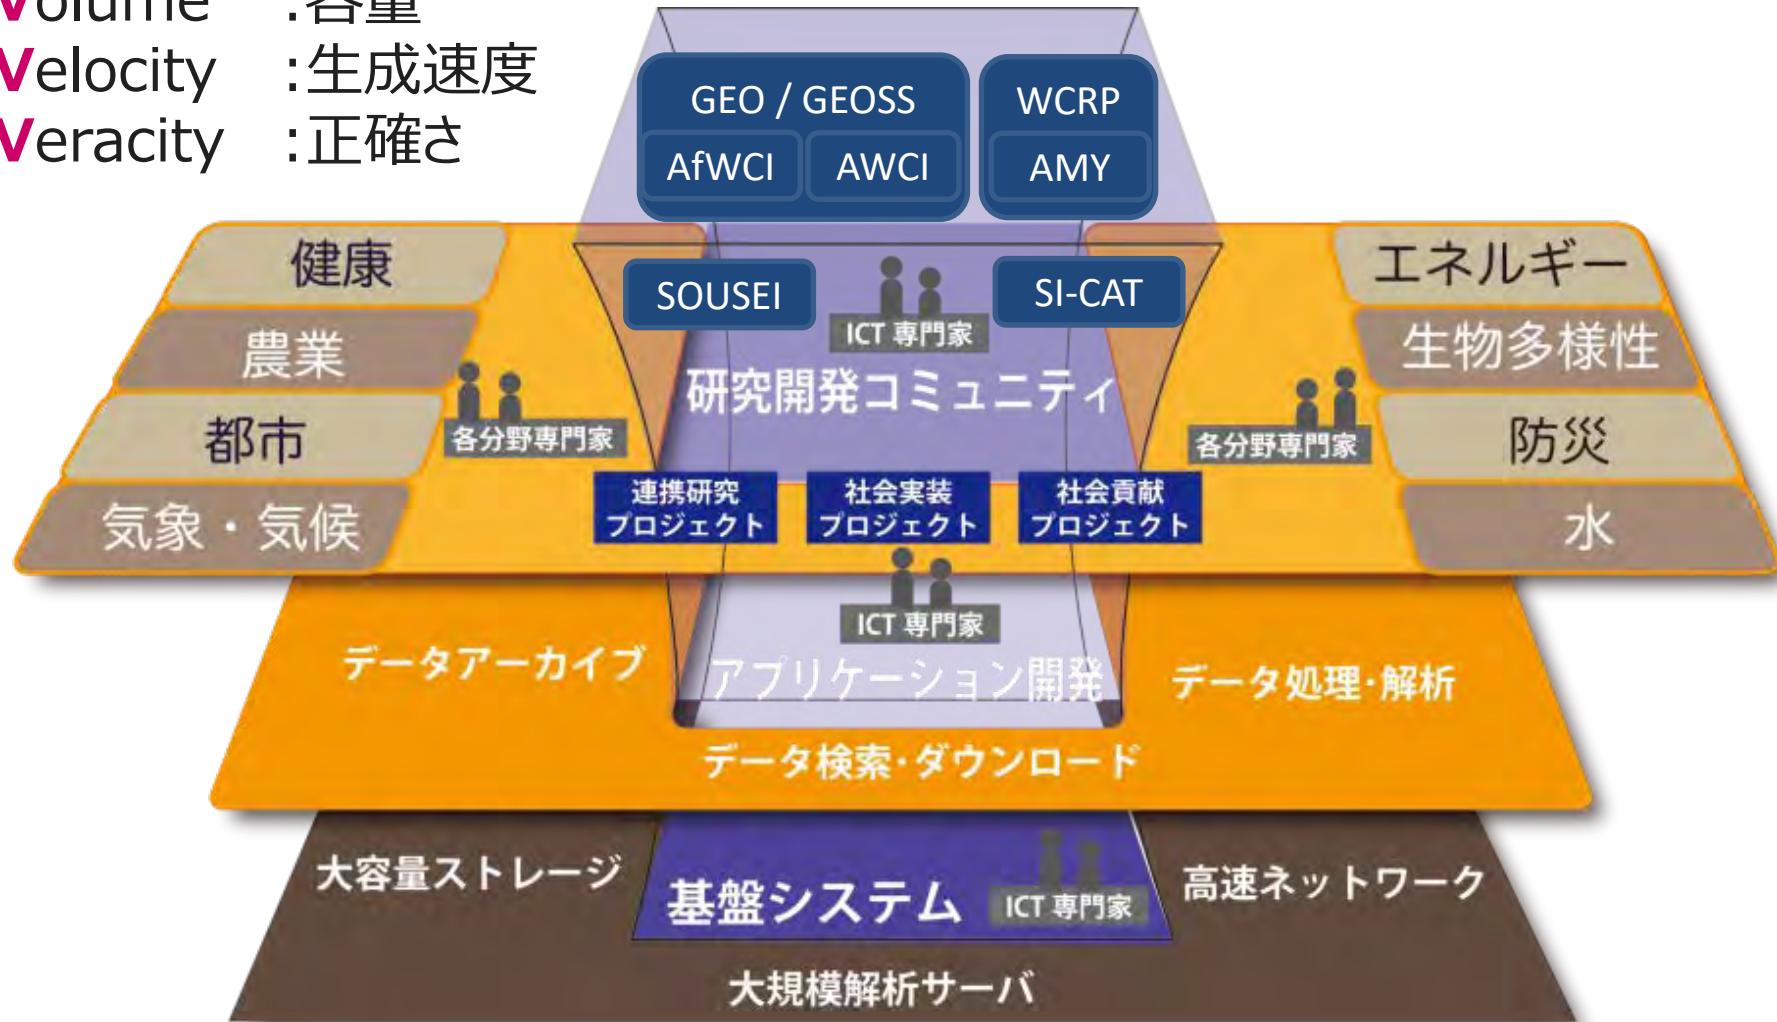 Volume :容量
Velocity :生成速度
Veracity :正確さ
GEO / GEOSS
WCRP
AfWCI
AWCI
AMY
健康
エネルギー
SOUSEI
SI-CAT
ICT 専門家
農業
生物多様性
研究開発コミュニティ
都市
各分野専門家
各分野専門家
防災
連携研究
プロジェクト
社会実装
プロジェクト
社会貢献
プロジェクト
気象・気候
水
ICT 専門家
データアーカイブ
アプリケーション開発
データ処理・解析
データ検索・ダウンロード
大容量ストレージ
基盤システム
ICT 専門家
高速ネットワーク
大規模解析サーバ